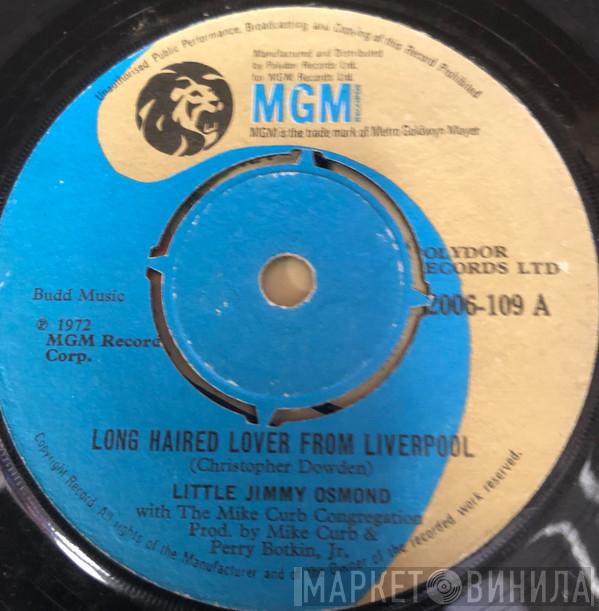 Unauthorised Public Performance, Broadcasting and Copying of this Record Prohibited
Manufactured and Distributed
by Polydor Records Ltd.
for MGM Records Ltd.
MGM
MGM is the trade mark of Metro Goldwyn Mayer
OLYDOR
ECORDS LTD
2006-109 A
Budd Music
℗ 1972
MGM Record
Corp.
LONG HAIRED LOVER FROM LIVERPOOL
(Christopher Dowden)
LITTLE JIMMY OSMOND
with The Mike Curb Congregation
Prod. by Mike Curb &
Perry Botkin, Jr.
Copyright Record. All rights of the Manufacturer and of the recorded work reserved.
МАРКЕТ ВИНИЛА